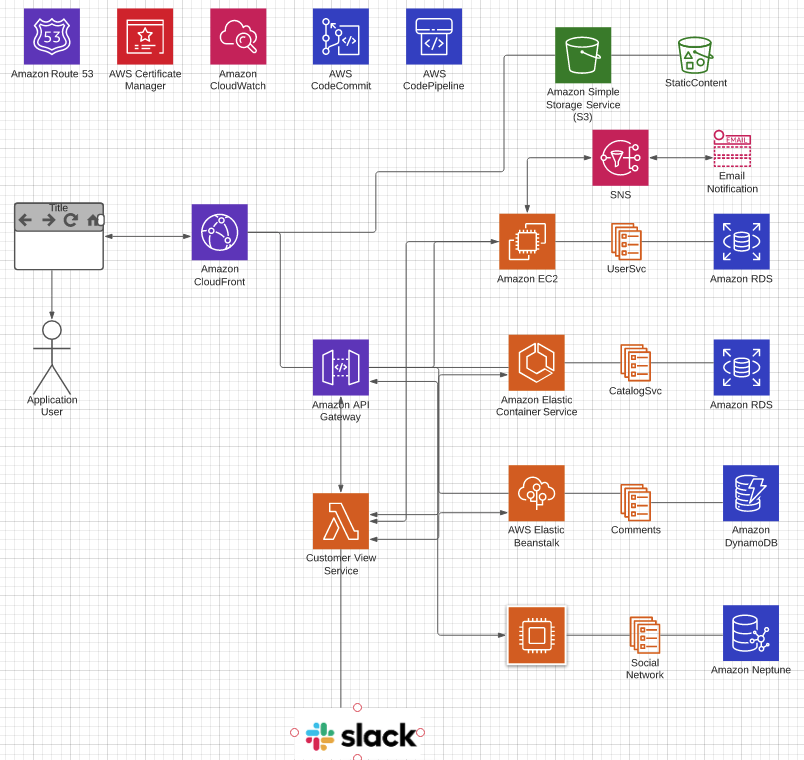 53
Amazon Route 53
AWS Certificate
Manager
Amazon
CloudWatch
AWS
CodeCommit
AWS
CodePipeline
Amazon Simple
Storage Service
(S3)
StaticContent
SNS
EMAIL
Email
Notification
Title
Amazon
CloudFront
Amazon EC2
UserSvc
Amazon RDS
Application
User
Amazon API
Gateway
Amazon Elastic
Container Service
CatalogSvc
Amazon RDS
Customer View
Service
AWS Elastic
Beanstalk
Comments
Amazon
DynamoDB
Social
Network
Amazon Neptune
slack